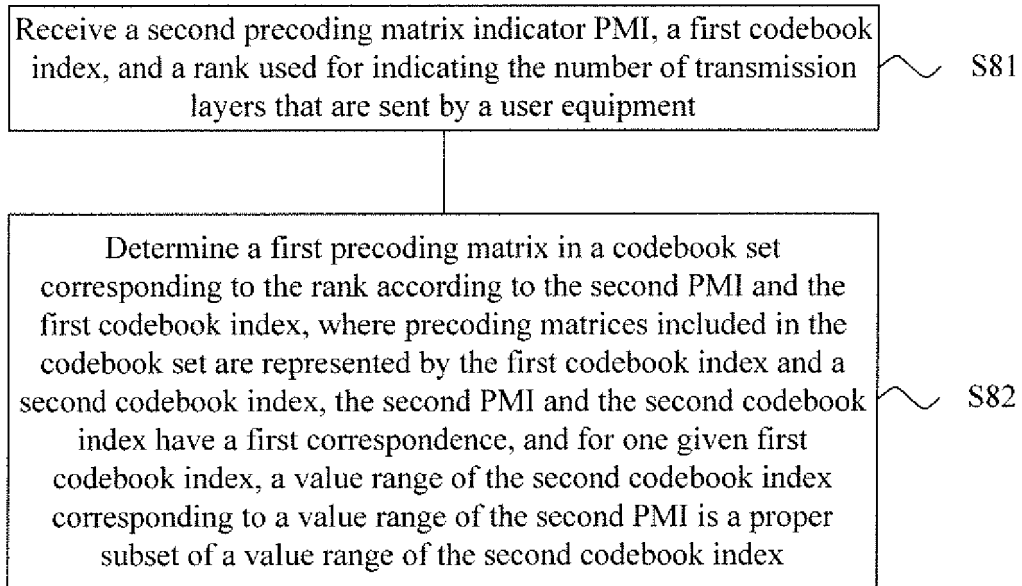 Receive a second precoding matrix indicator PMI, a first codebook
index, and a rank used for indicating the number of transmission
layers that are sent by a user equipment
S81
Determine a first precoding matrix in a codebook set
corresponding to the rank according to the second PMI and the
first codebook index, where precoding matrices included in the
codebook set are represented by the first codebook index and a
second codebook index, the second PMI and the second codebook
index have a first correspondence, and for one given first
codebook index, a value range of the second codebook index
corresponding to a value range of the second PMI is a proper
subset of a value range of the second codebook index
S82